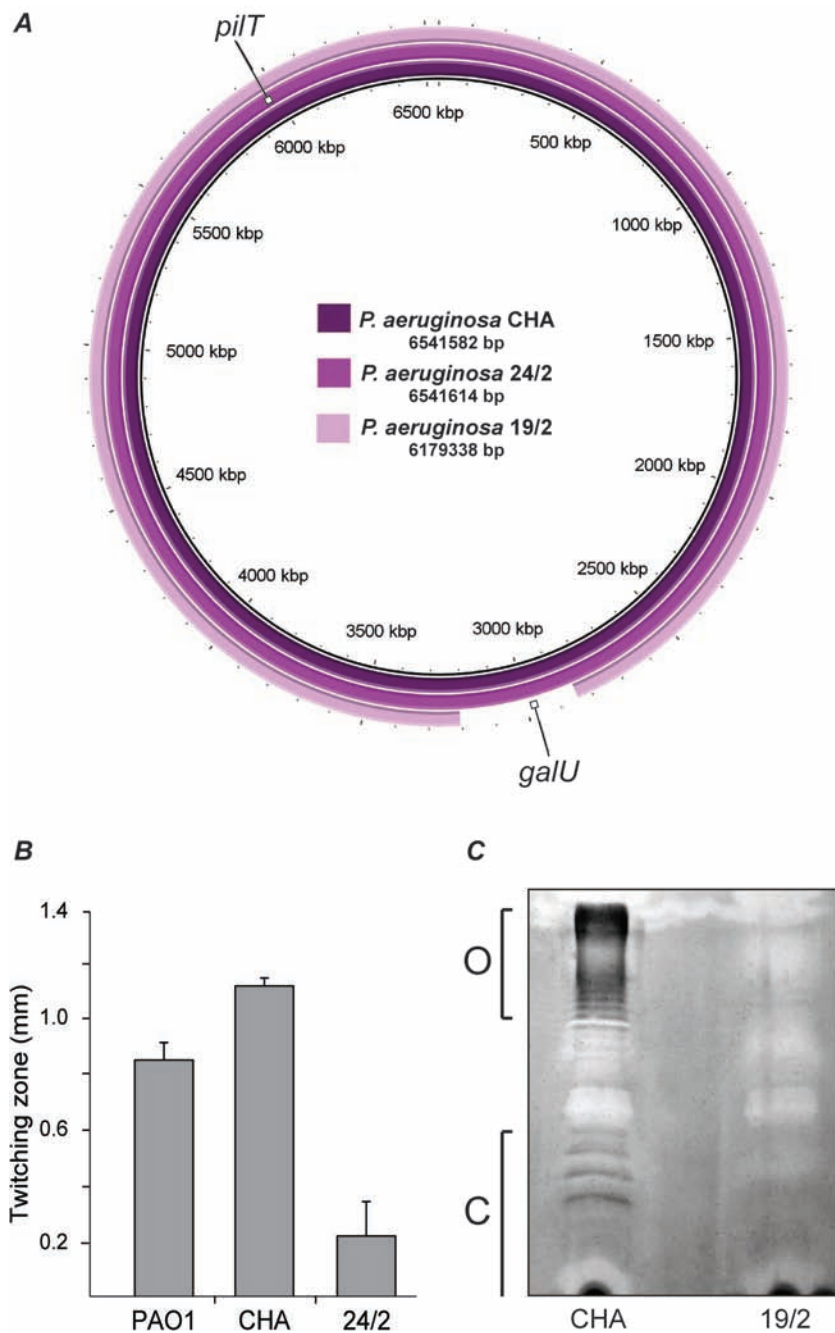 A
pilT
6500 kbp
500 kbp
6000 kbp
1000 kbp
5500 kbp
P. aeruginosa CHA
6541582 bp
1500 kbp
5000 kbp
P. aeruginosa 24/2
6541614 bp
P. aeruginosa 19/2
6179338 bp
2000 kbp
4500 kbp
2500 kbp
4000 kbp
3000 kbp
3500 kbp
galU
B
1.4
1.0
0.6
0.2
Twitching zone (mm)
PAO1 CHA 24/2
C
O
C
CHA 19/2